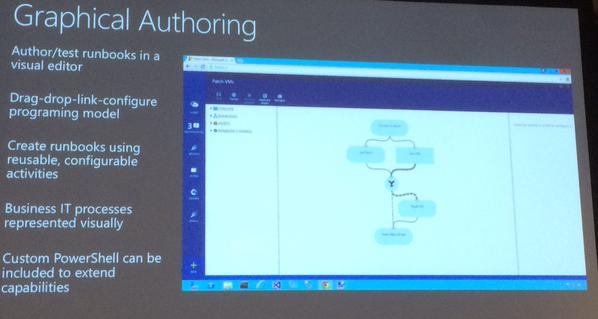 Graphical Authoring
Author/test runbooks in a
visual editor
Drag-drop-link-configure
programing model
Create runbooks using
reusable, configurable
activities
Business IT processes
represented visually
Custom PowerShell can be
included to extend
capabilities
Patch VMs